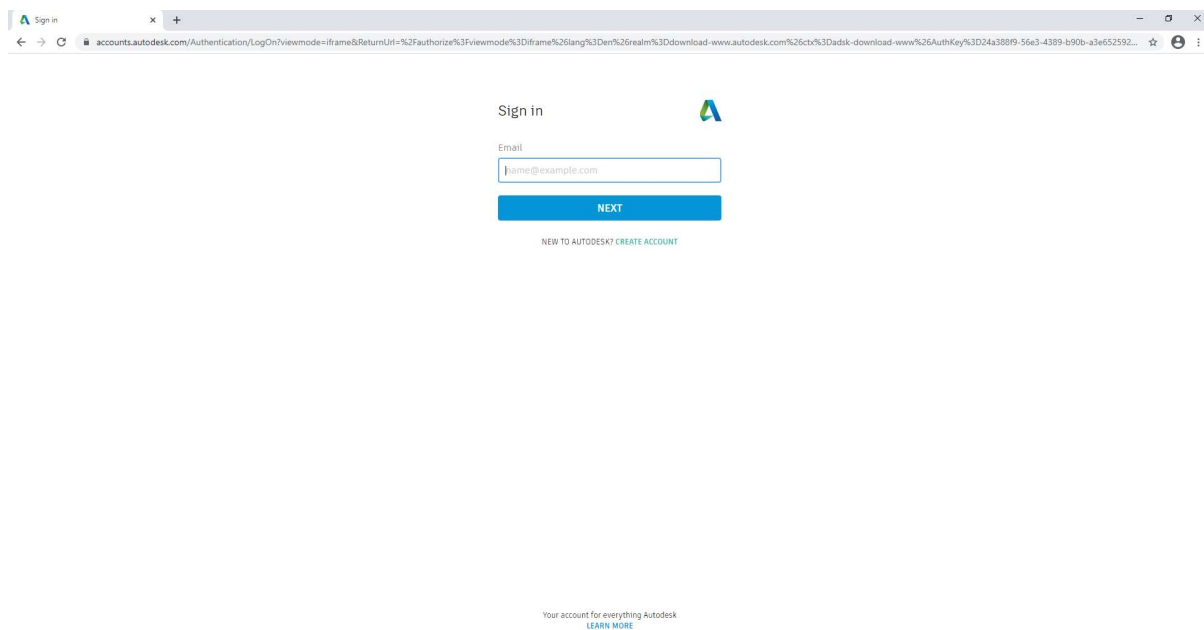 Sign in
accounts.autodesk.com/Authentication/LogOn?viewmode=iframe&ReturnUrl=%2Fauthorize%3Fviewmode%3Diframe%26lang%3Den%26realm%3Ddownload-www.autodesk.com%26ctx%3Dadsk-download-www%26AuthKey%3D24a388f9-56e3-4389-b90b-a3e652592...
Sign in
Email
name@example.com
NEXT
NEW TO AUTODESK? CREATE ACCOUNT
Your account for everything Autodesk
LEARN MORE